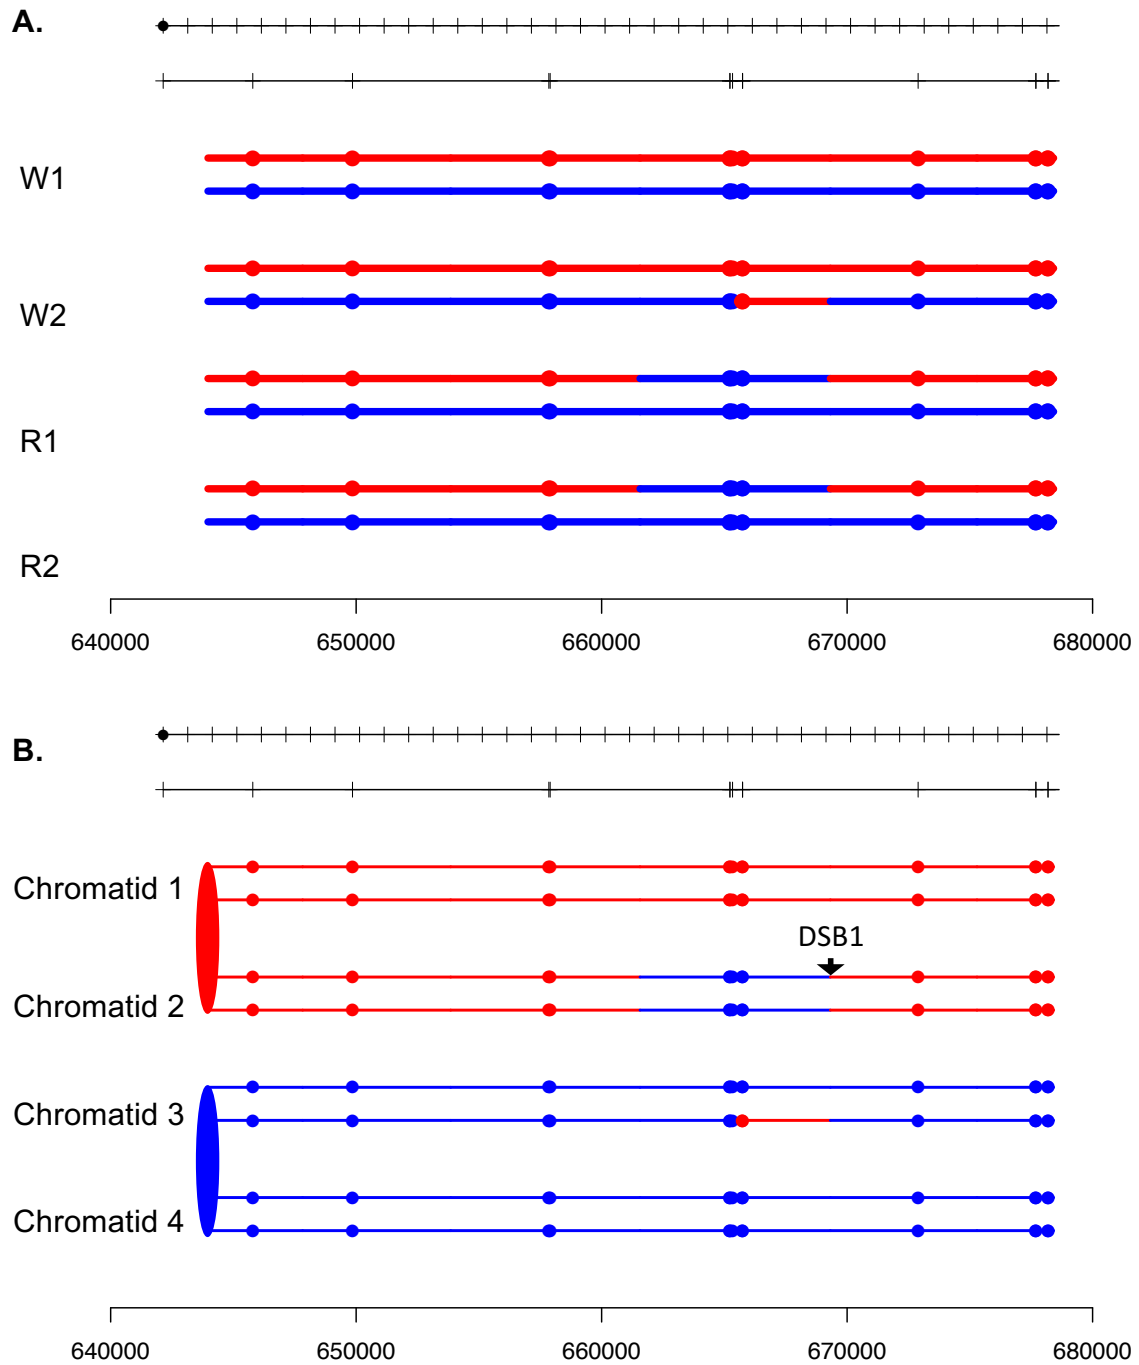 A.
W1
W2
R1
R2
640000 650000 660000 670000 680000
B.
Chromatid 1
DSB1
Chromatid 2
Chromatid 3
Chromatid 4
640000 650000 660000 670000 680000